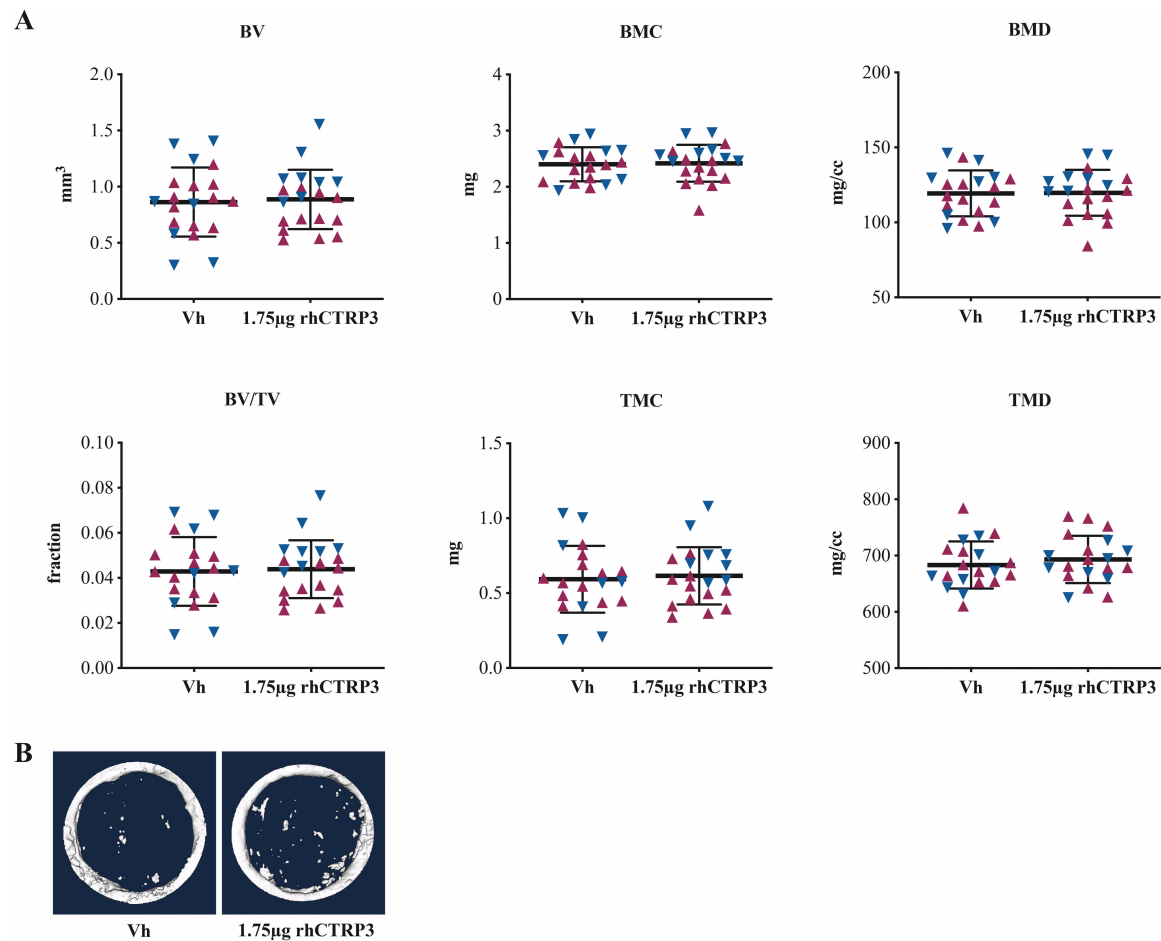 A
BV
BMC
BMD
2.0
1.5
1.0
0.5
0.0
mm³
Vh
1.75µg rhCTRP3
4
3
2
1
0
mg
Vh
1.75µg rhCTRP3
200
150
100
50
mg/cc
Vh
1.75µg rhCTRP3
BV/TV
TMC
TMD
0.10
0.08
0.06
0.04
0.02
0.00
fraction
Vh
1.75µg rhCTRP3
1.5
1.0
0.5
0.0
mg
Vh
1.75µg rhCTRP3
900
800
700
600
500
mg/cc
Vh
1.75µg rhCTRP3
B
Vh
1.75µg rhCTRP3